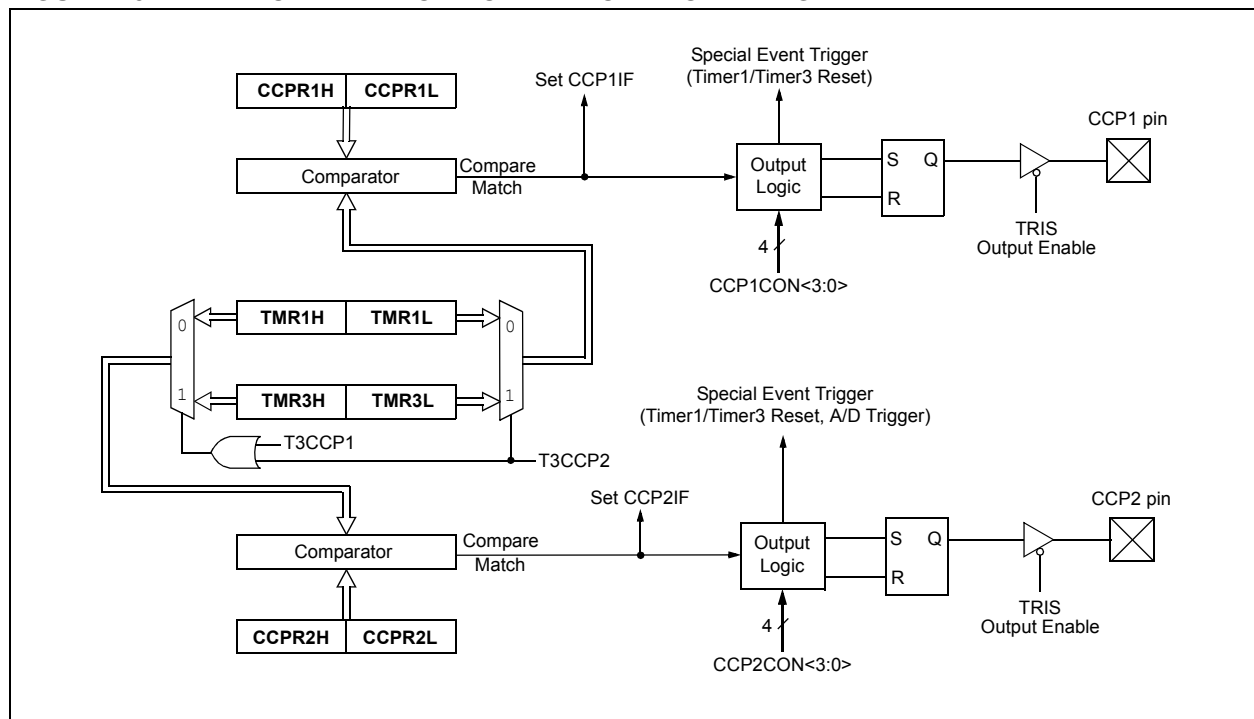 Special Event Trigger
(Timer1/Timer3 Reset)
Set CCP1IF
CCPR1H CCPR1L
CCP1 pin
Comparator
Compare
Match
Output
Logic
S Q
R
TRIS
Output Enable
4
CCP1CON<3:0>
0 TMR1H TMR1L 0
1 TMR3H TMR3L 1
T3CCP1
T3CCP2
Special Event Trigger
(Timer1/Timer3 Reset, A/D Trigger)
Set CCP2IF
CCP2 pin
Comparator
Compare
Match
Output
Logic
S Q
R
TRIS
Output Enable
4
CCPR2H CCPR2L
CCP2CON<3:0>